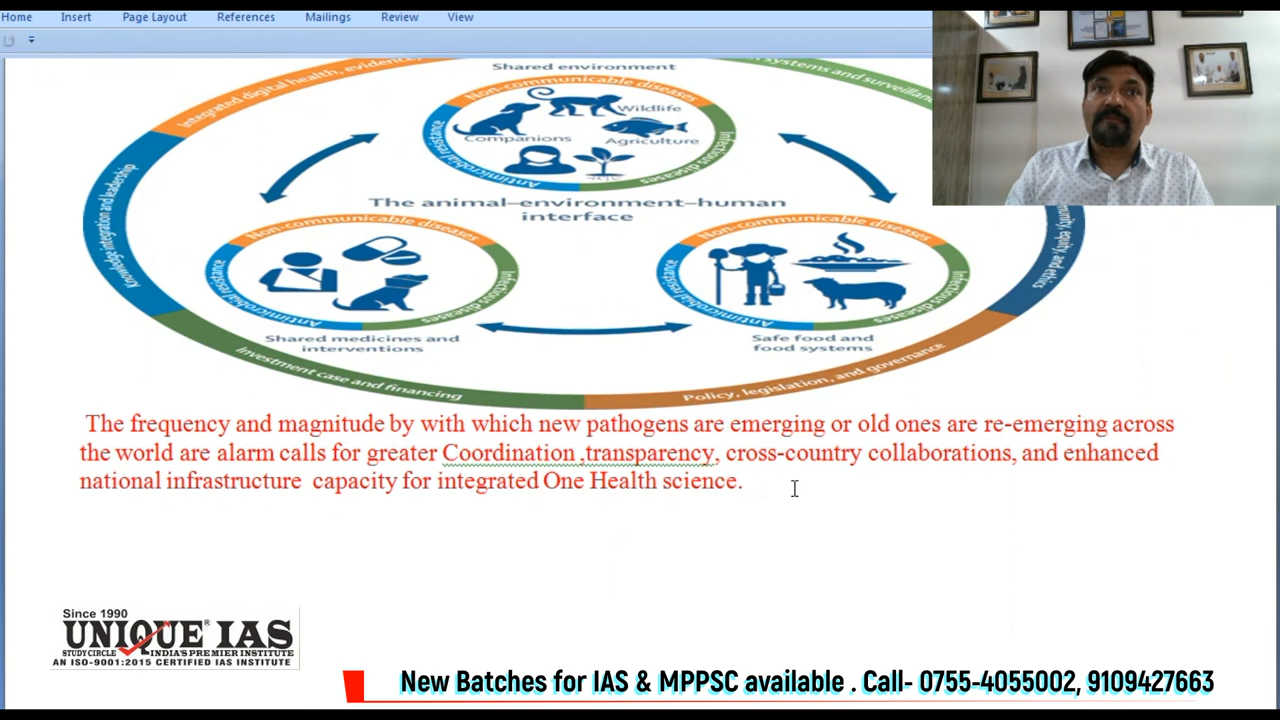 Home Insert Page Layout References Mailings Review View
Shared environment
Integrated digital health, evidence,
systems and surveillan
Non-communicable diseases
Wildlife
Companions
Agriculture
Antimicrobial resistance
Infectious diseases
Knowledge integration and leadership
The animal–environment–human
interface
equity, and ethics
Non-communicable diseases
Non-communicable diseases
Antimicrobial resistance
Infectious diseases
Antimicrobial resistance
Infectious diseases
Shared medicines and
interventions
Safe food and
food systems
Investment case and financing
Policy, legislation, and governance
The frequency and magnitude by with which new pathogens are emerging or old ones are re-emerging across
the world are alarm calls for greater Coordination ,transparency, cross-country collaborations, and enhanced
national infrastructure capacity for integrated One Health science.
Since 1990
UNIQUE IAS
STUDY CIRCLE INDIA'S PREMIER INSTITUTE
AN ISO-9001:2015 CERTIFIED IAS INSTITUTE
New Batches for IAS & MPPSC available . Call- 0755-4055002, 9109427663